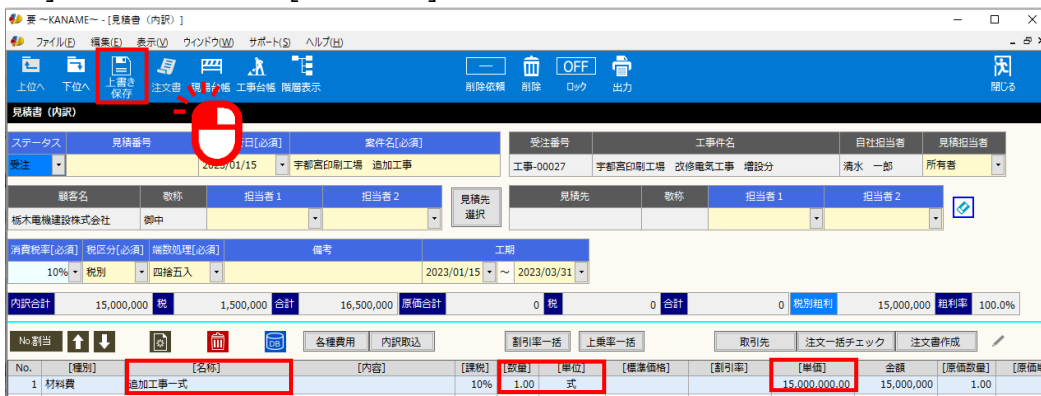 要 ~KANAME~ - [見積書（内訳）]
ファイル(F) 編集(E) 表示(V) ウィンドウ(W) サポート(S) ヘルプ(H)
上位へ 下位へ 上書き保存 注文書 現場台帳 工事台帳 階層表示 削除依頼 削除 OFF ロック 出力 閉じる
見積書（内訳）
ステータス 見積番号 日[必須] 案件名[必須] 受注番号 工事件名 自社担当者 見積担当者
受注 2023/01/15 宇都宮印刷工場 追加工事 工事-00027 宇都宮印刷工場 改修電気工事 増設分 清水 一郎 所有者
顧客名 敬称 担当者1 担当者2 見積先選択 見積先 敬称 担当者1 担当者2
栃木電機建設株式会社 御中
消費税率[必須] 税区分[必須] 端数処理[必須] 備考 工期
10% 税別 四捨五入 2023/01/15 ~ 2023/03/31
内訳合計 15,000,000 税 1,500,000 合計 16,500,000 原価合計 0 税 0 合計 0 税別粗利 15,000,000 粗利率 100.0%
No.割当 DB 各種費用 内訳取込 割引率一括 上乗率一括 取引先 注文一括チェック 注文書作成
No. [種別] [名称] [内容] [課税] [数量] [単位] [標準価格] [割引率] [単価] 金額 [原価数量] [原価単
1 材料費 追加工事一式 10% 1.00 式 15,000,000.00 15,000,000 1.00